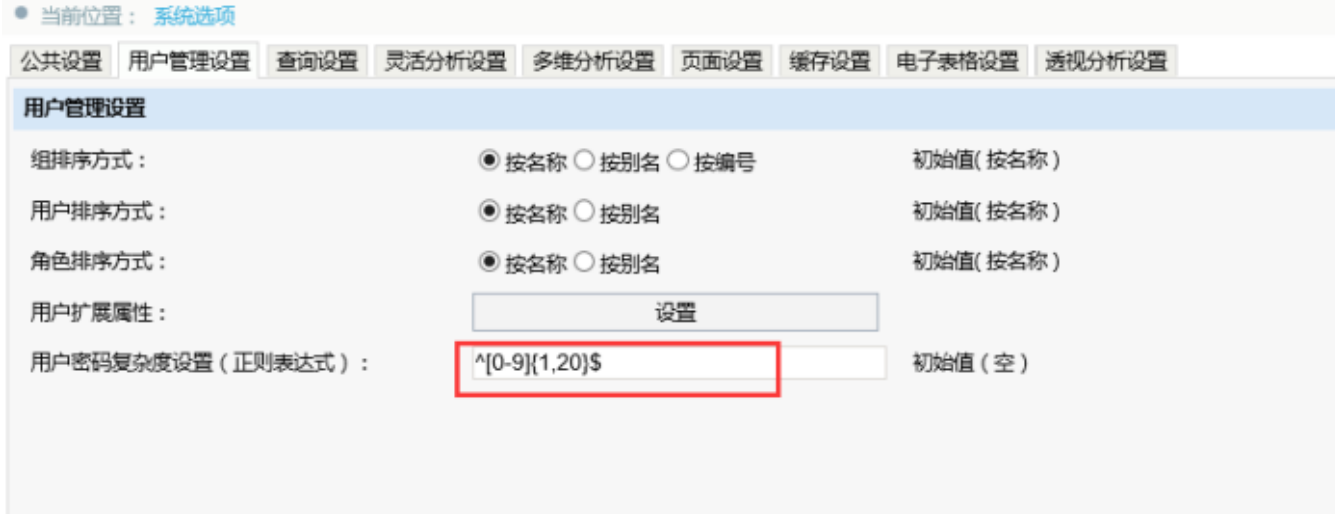 当前位置： 系统选项
公共设置 用户管理设置 查询设置 灵活分析设置 多维分析设置 页面设置 缓存设置 电子表格设置 透视分析设置
用户管理设置
组排序方式： 按名称 按别名 按编号 初始值( 按名称 )
用户排序方式： 按名称 按别名 初始值( 按名称 )
角色排序方式： 按名称 按别名 初始值( 按名称 )
用户扩展属性： 设置
用户密码复杂度设置 ( 正则表达式 ) ： ^[0-9]{1,20}$ 初始值 ( 空 )